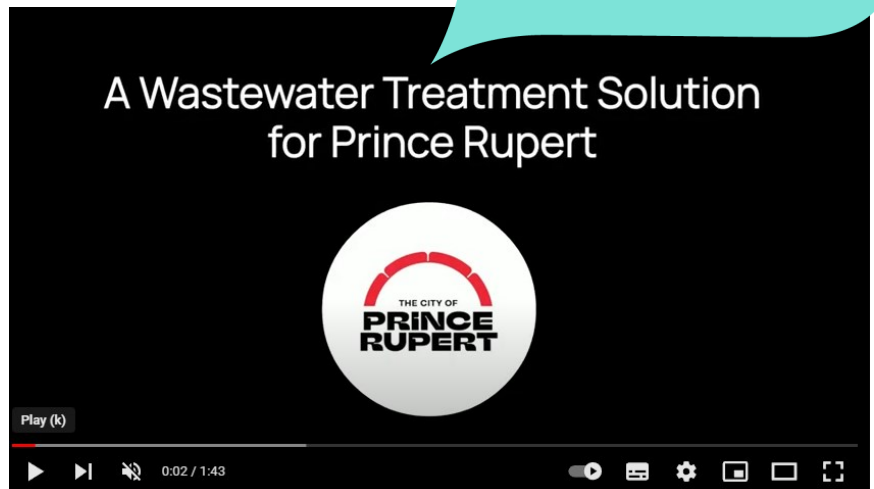 A Wastewater Treatment Solution
for Prince Rupert
THE CITY OF
PRINCE
RUPERT
Play (k)
0:02 / 1:43